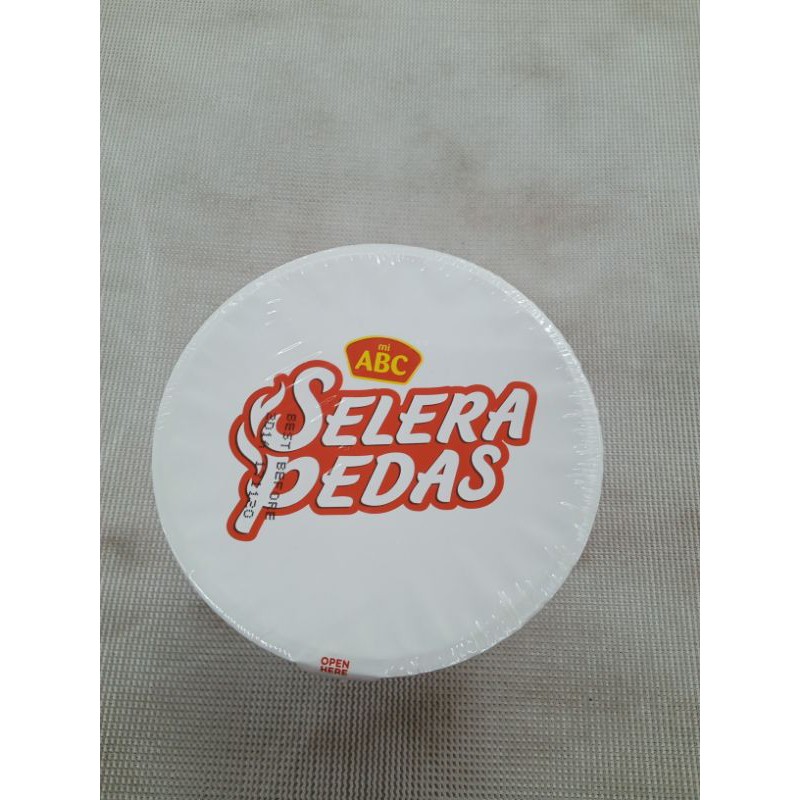 mi
ABC
SELERA
PEDAS
BEST BEFORE
OPEN
HERE